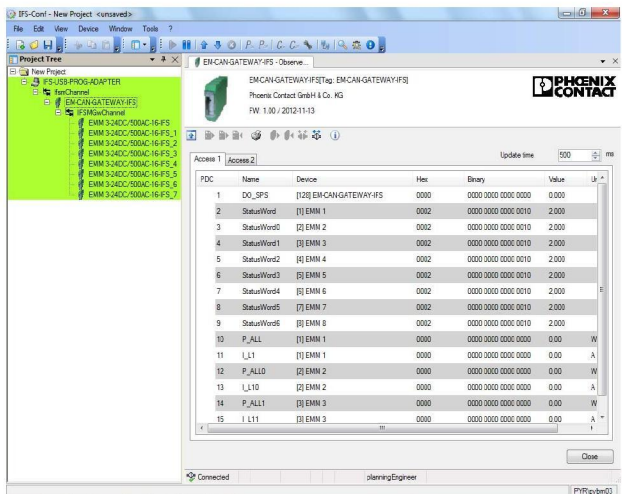 IFS-Conf - New Project <unsaved>
File Edit View Device Window Tools ?
Project Tree
New Project
IFS-USB-PROG-ADAPTER
IfsmChannel
EM-CAN-GATEWAY-IFS
IFSMGwChannel
EMM 3-24DC/500AC-16-IFS
EMM 3-24DC/500AC-16-IFS_1
EMM 3-24DC/500AC-16-IFS_2
EMM 3-24DC/500AC-16-IFS_3
EMM 3-24DC/500AC-16-IFS_4
EMM 3-24DC/500AC-16-IFS_5
EMM 3-24DC/500AC-16-IFS_6
EMM 3-24DC/500AC-16-IFS_7
EM-CAN-GATEWAY-IFS - Obser...
EM-CAN-GATEWAY-IFS[Tag: EM-CAN-GATEWAY-IFS]
Phoenix Contact GmbH & Co. KG
FW. 1.00 / 2012-11-13
PHOENIX CONTACT
Access 1 Access 2 Update time 500 ms
PDC Name Device Hex Binary Value
1 DO_SPS [128] EM-CAN-GATEWAY-IFS 0000 0000 0000 0000 0000 0.000
2 StatusWord [1] EMM 1 0002 0000 0000 0000 0010 2.000
3 StatusWord0 [2] EMM 2 0002 0000 0000 0000 0010 2.000
4 StatusWord1 [3] EMM 3 0002 0000 0000 0000 0010 2.000
5 StatusWord2 [4] EMM 4 0002 0000 0000 0000 0010 2.000
6 StatusWord3 [5] EMM 5 0002 0000 0000 0000 0010 2.000
7 StatusWord4 [6] EMM 6 0002 0000 0000 0000 0010 2.000
8 StatusWord5 [7] EMM 7 0002 0000 0000 0000 0010 2.000
9 StatusWord6 [8] EMM 8 0002 0000 0000 0000 0010 2.000
10 P_ALL [1] EMM 1 0000 0000 0000 0000 0000 0.00 W
11 I_L1 [1] EMM 1 0000 0000 0000 0000 0000 0.00 A
12 P_ALL0 [2] EMM 2 0000 0000 0000 0000 0000 0.00 W
13 I_L10 [2] EMM 2 0000 0000 0000 0000 0000 0.00 A
14 P_ALL1 [3] EMM 3 0000 0000 0000 0000 0000 0.00 W
15 I_L11 [3] EMM 3 0000 0000 0000 0000 0000 0.00 A
Close
Connected planningEngineer